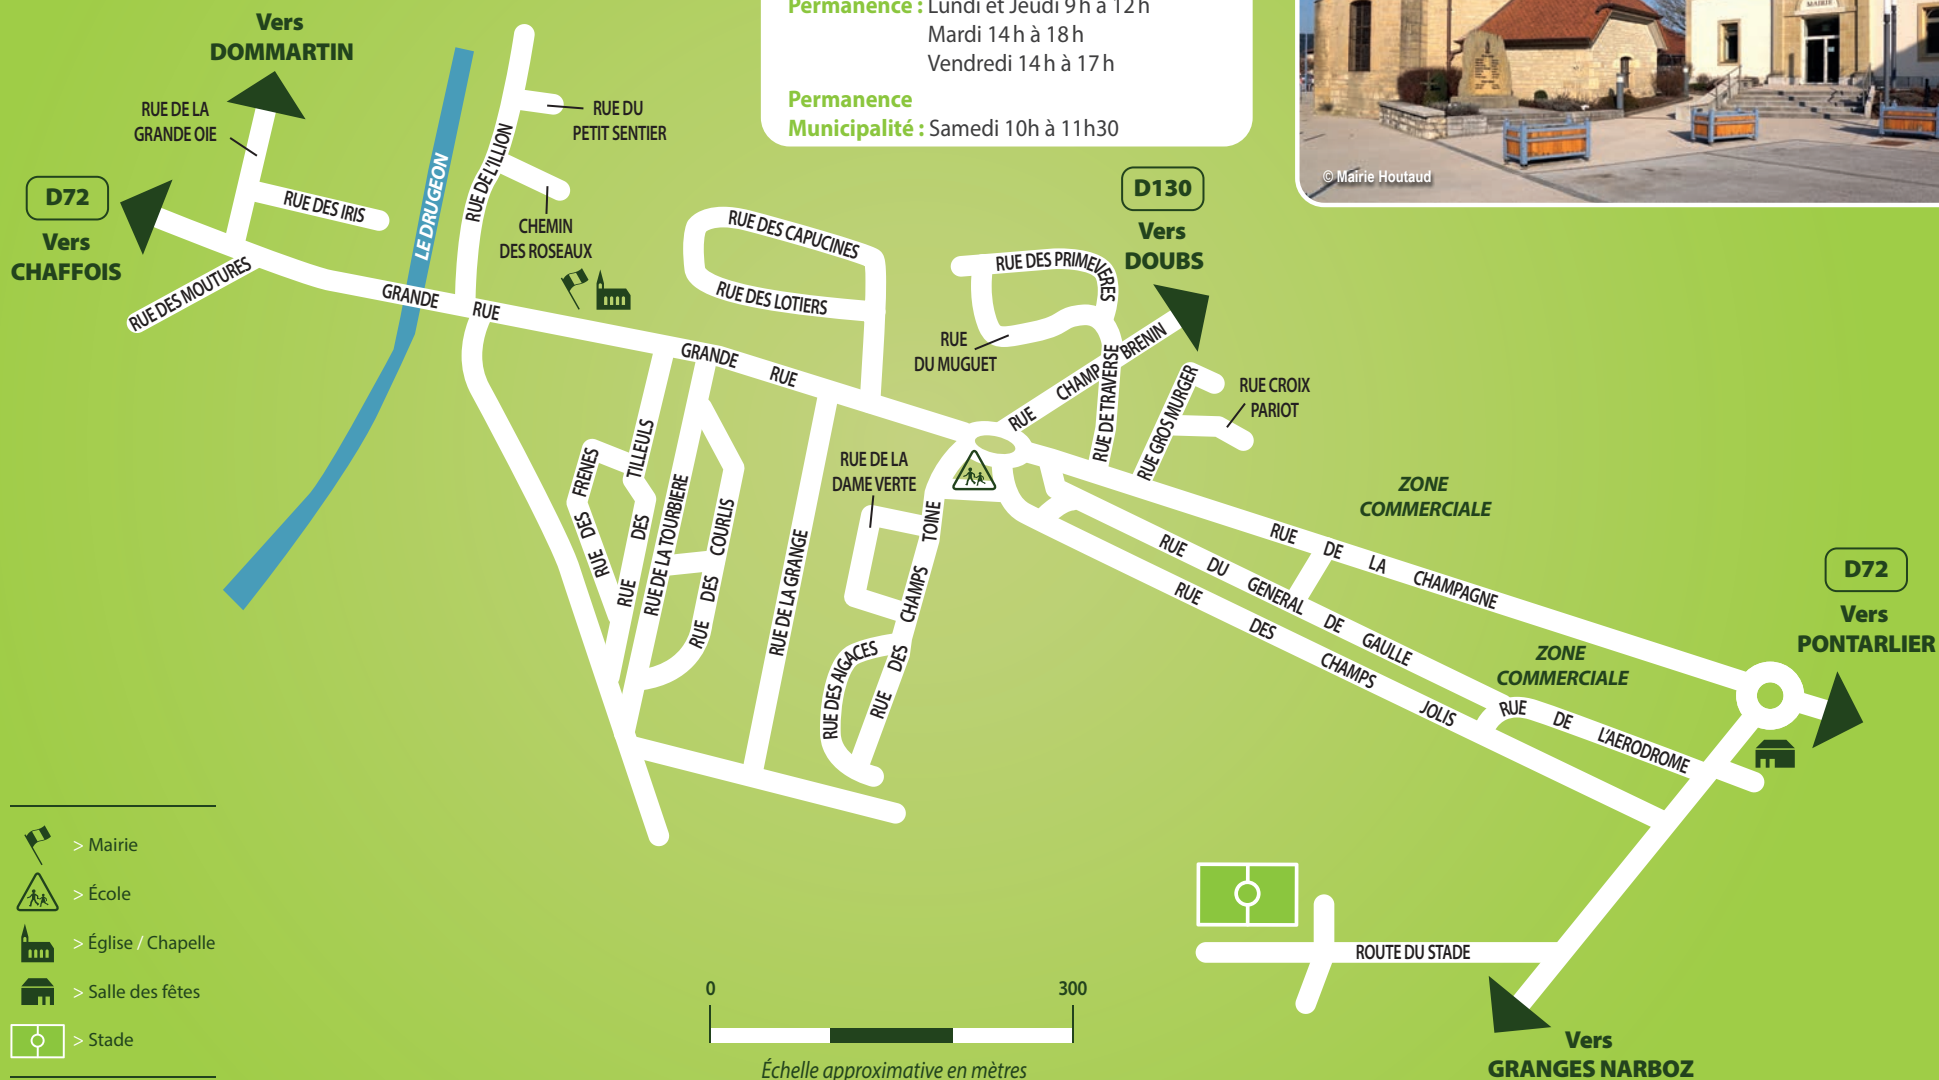 Permanence : Lundi et Jeudi 9 h à 12 h
Mardi 14 h à 18 h
Vendredi 14 h à 17 h
Permanence
Municipalité : Samedi 10h à 11h30
MAIRIE
© Mairie Houtaud
Vers
DOMMARTIN
RUE DE LA
GRANDE OIE
D72
Vers
CHAFFOIS
RUE DES IRIS
RUE DES MOUTURES
LE DRUGEON
RUE DE L'ILLION
RUE DU
PETIT SENTIER
CHEMIN
DES ROSEAUX
GRANDE RUE
RUE DES CAPUCINES
RUE DES LOTIERS
GRANDE RUE
D130
Vers
DOUBS
RUE DES PRIMEVERES
RUE
DU MUGUET
RUE CHAMP BRENIN
RUE DE TRAVERSE
RUE GROS MURGER
RUE CROIX
PARIOT
RUE DES FRENES
RUE DES TILLEULS
RUE DE LA TOURBIERE
RUE DES COURLIS
RUE DE LA GRANGE
RUE DE LA
DAME VERTE
RUE DES CHAMPS TOINE
RUE DES AIGACES
ZONE
COMMERCIALE
RUE DE LA CHAMPAGNE
RUE DU GENERAL DE GAULLE
RUE DES CHAMPS JOLIS
ZONE
COMMERCIALE
RUE DE L'AERODROME
D72
Vers
PONTARLIER
ROUTE DU STADE
Vers
GRANGES NARBOZ
> Mairie
> École
> Église / Chapelle
> Salle des fêtes
> Stade
0 300
Échelle approximative en mètres